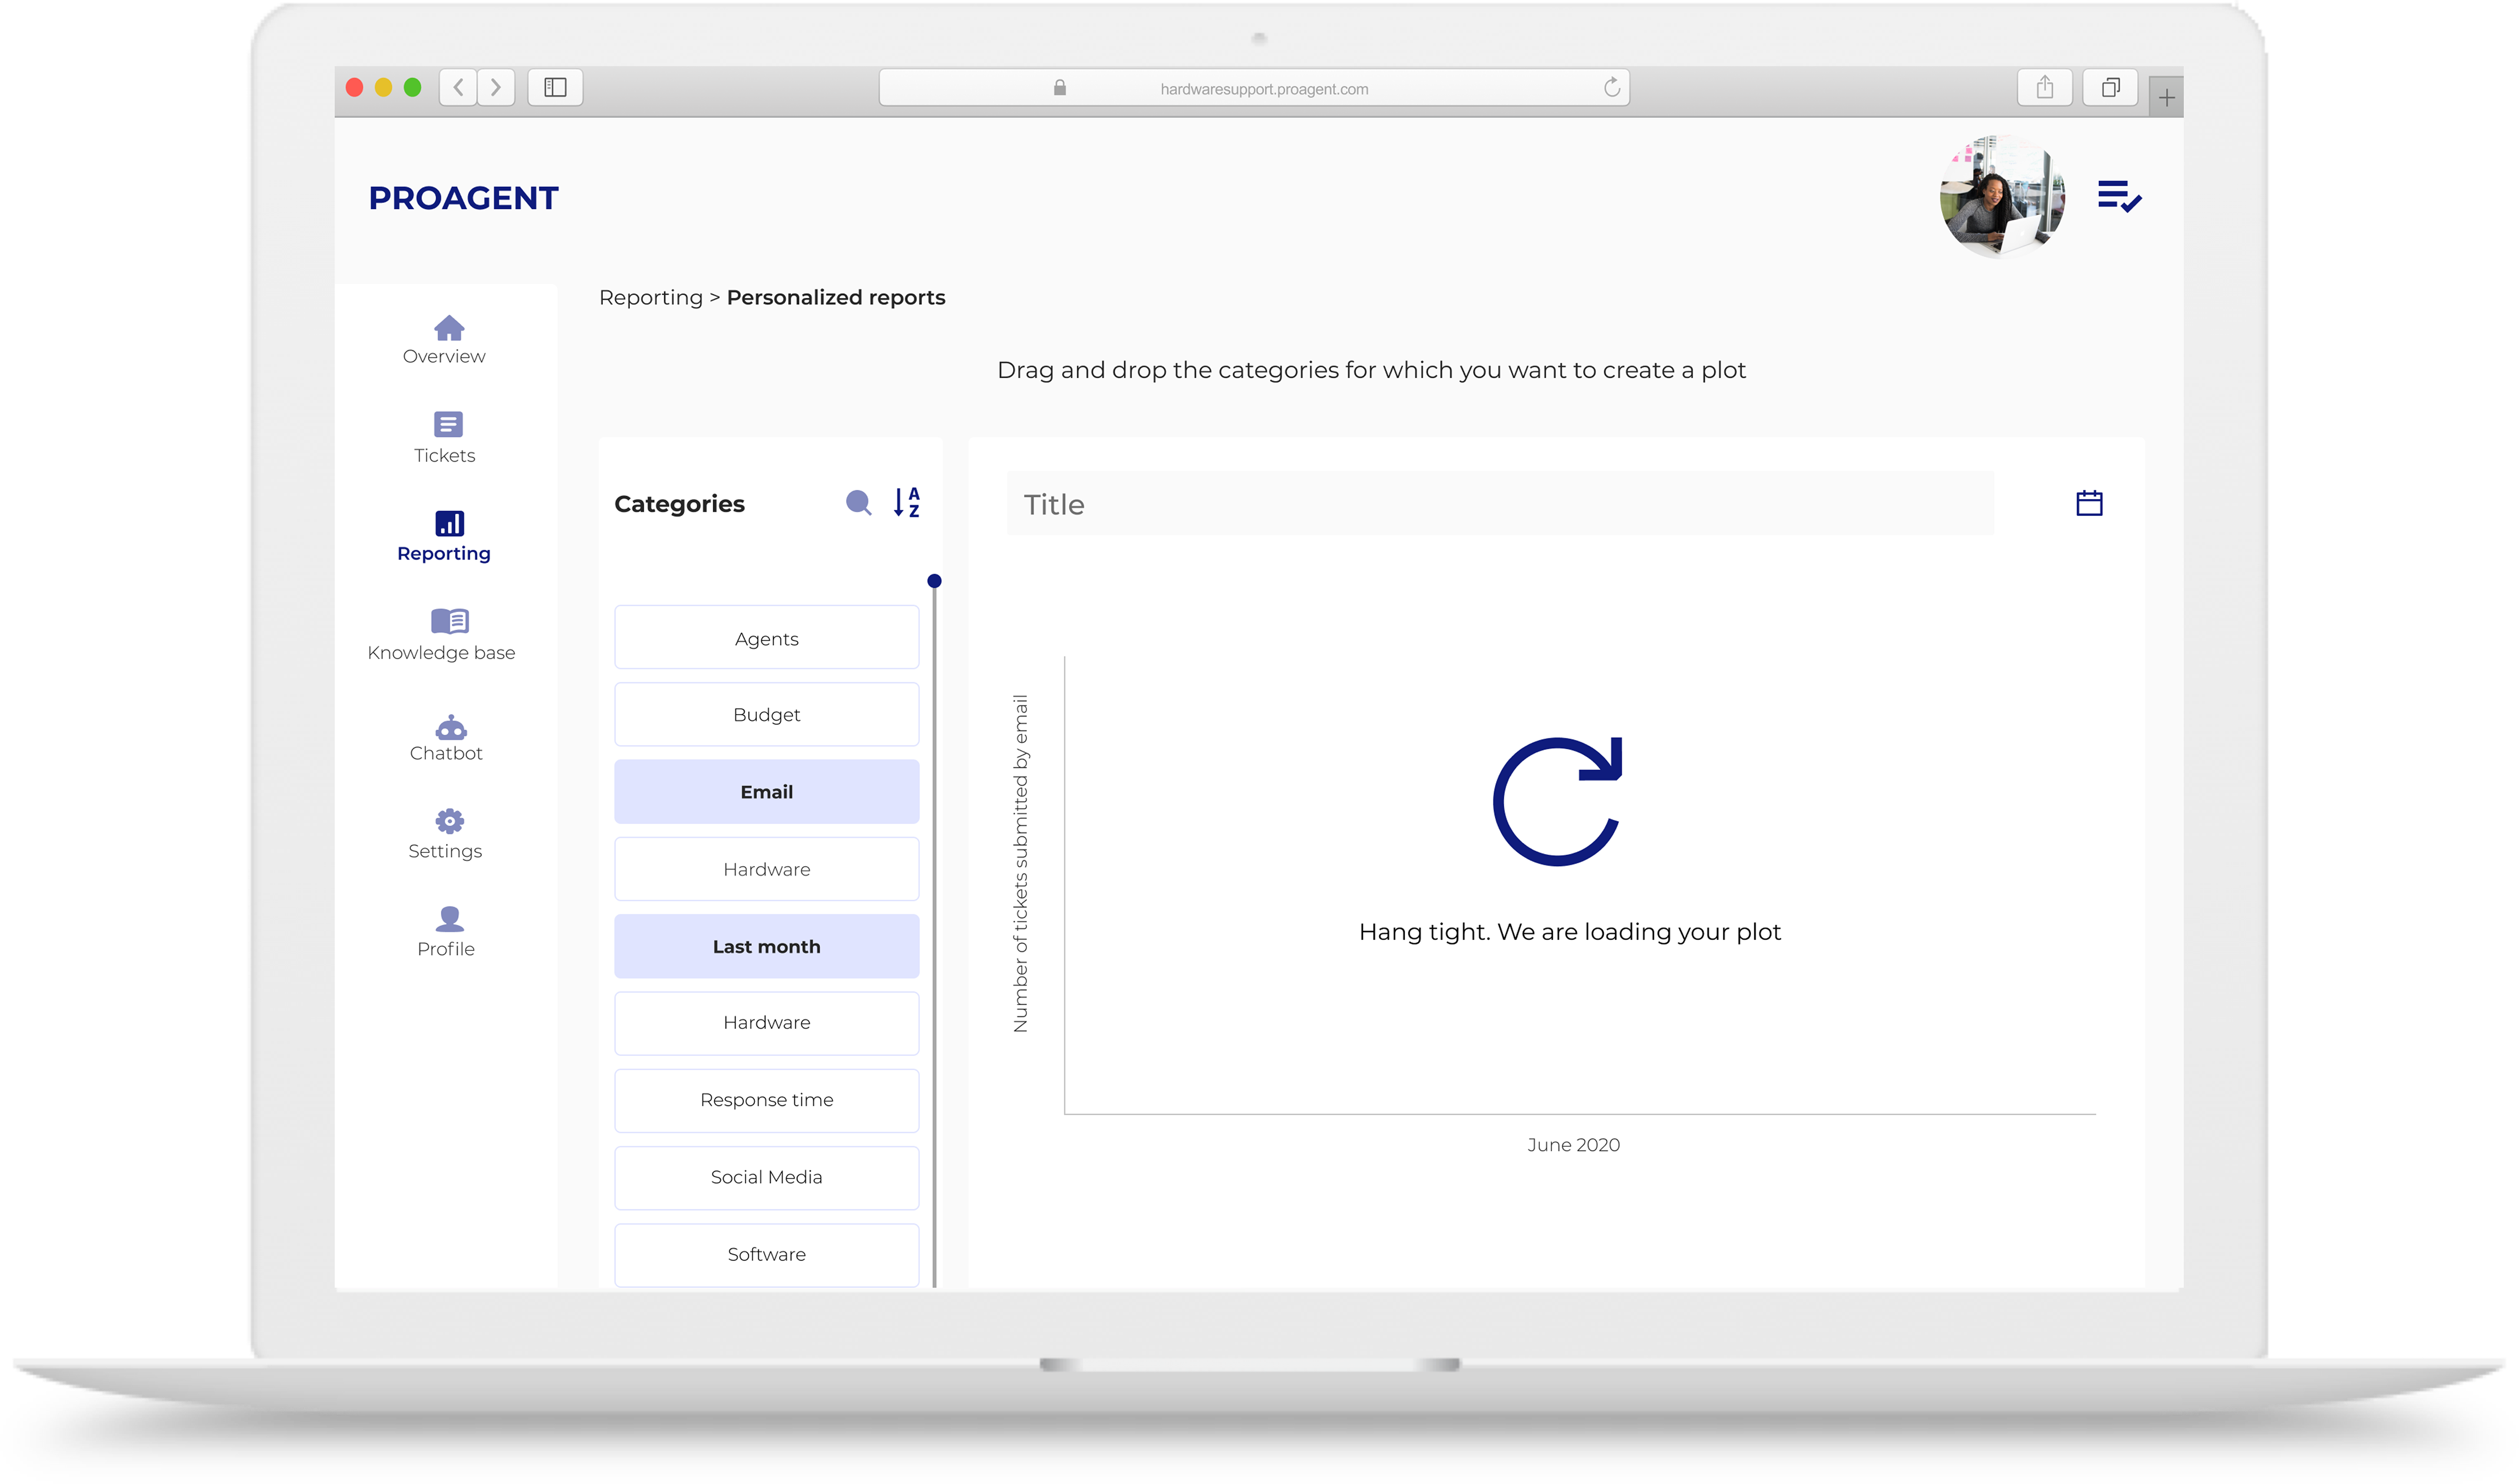 hardwaresupport.proagent.com
PROAGENT
Overview
Tickets
Reporting
Knowledge base
Chatbot
Settings
Profile
Reporting > Personalized reports
Drag and drop the categories for which you want to create a plot
Categories
A
Z
Agents
Budget
Email
Hardware
Last month
Hardware
Response time
Social Media
Software
Title
Number of tickets submitted by email
Hang tight. We are loading your plot
June 2020